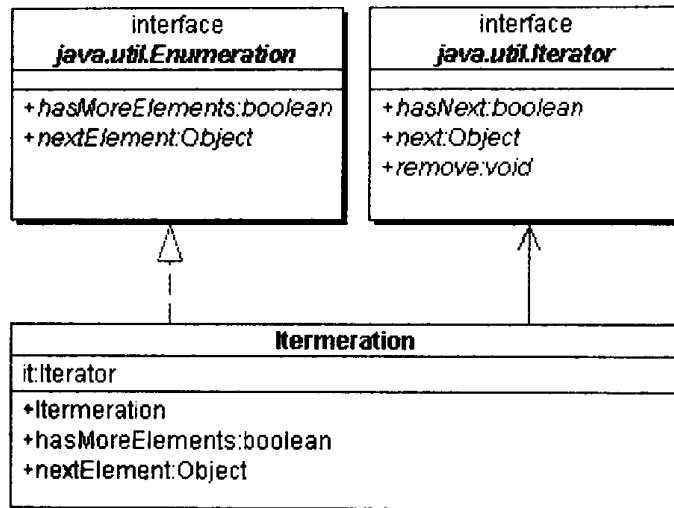 interface
java.util.Enumeration
+hasMoreElements:boolean
+nextElement:Object
interface
java.util.Iterator
+hasNext:boolean
+next:Object
+remove:void
Itermeration
it:Iterator
+Itermeration
+hasMoreElements:boolean
+nextElement:Object